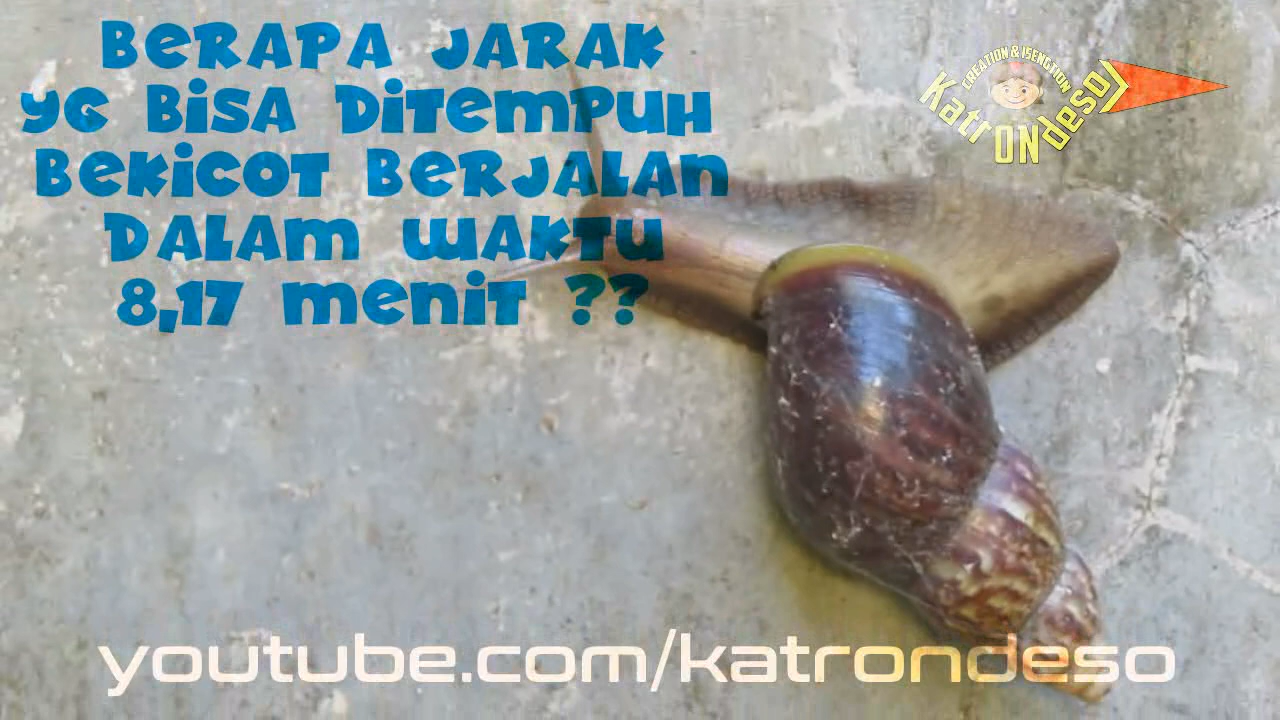 BERAPA JARAK
YG BISA DITEMPUH
BEKICOT BERJALAN
DALAM WAKTU
8,17 MENIT ??
CREATION & ISENGTION
KatrONdeso
youtube.com/katrondeso